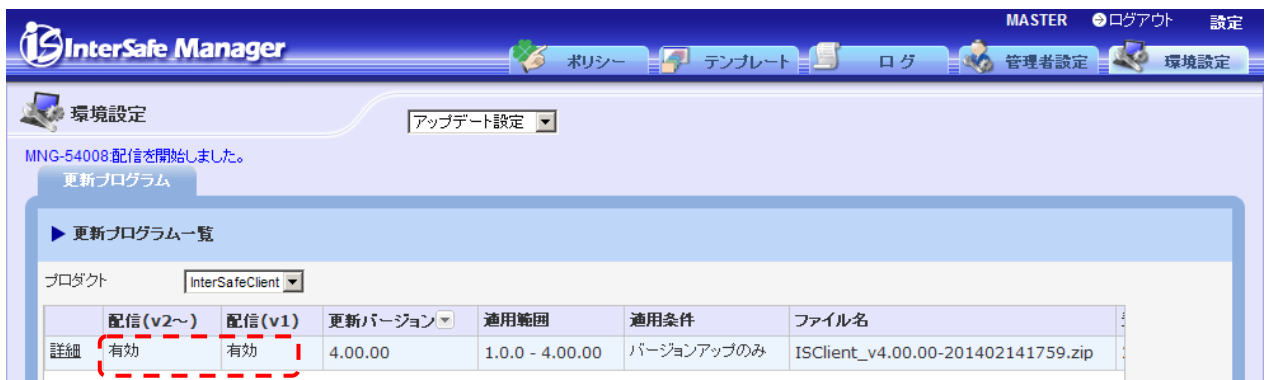 MASTER ログアウト 設定
InterSafe Manager
ポリシー テンプレート ログ 管理者設定 環境設定
環境設定 アップデート設定
MNG-54008:配信を開始しました。
更新プログラム
更新プログラム一覧
プロダクト InterSafeClient
配信(v2～) 配信(v1) 更新バージョン 適用範囲 適用条件 ファイル名
詳細 有効 有効 4.00.00 1.0.0 - 4.00.00 バージョンアップのみ ISClient_v4.00.00-201402141759.zip